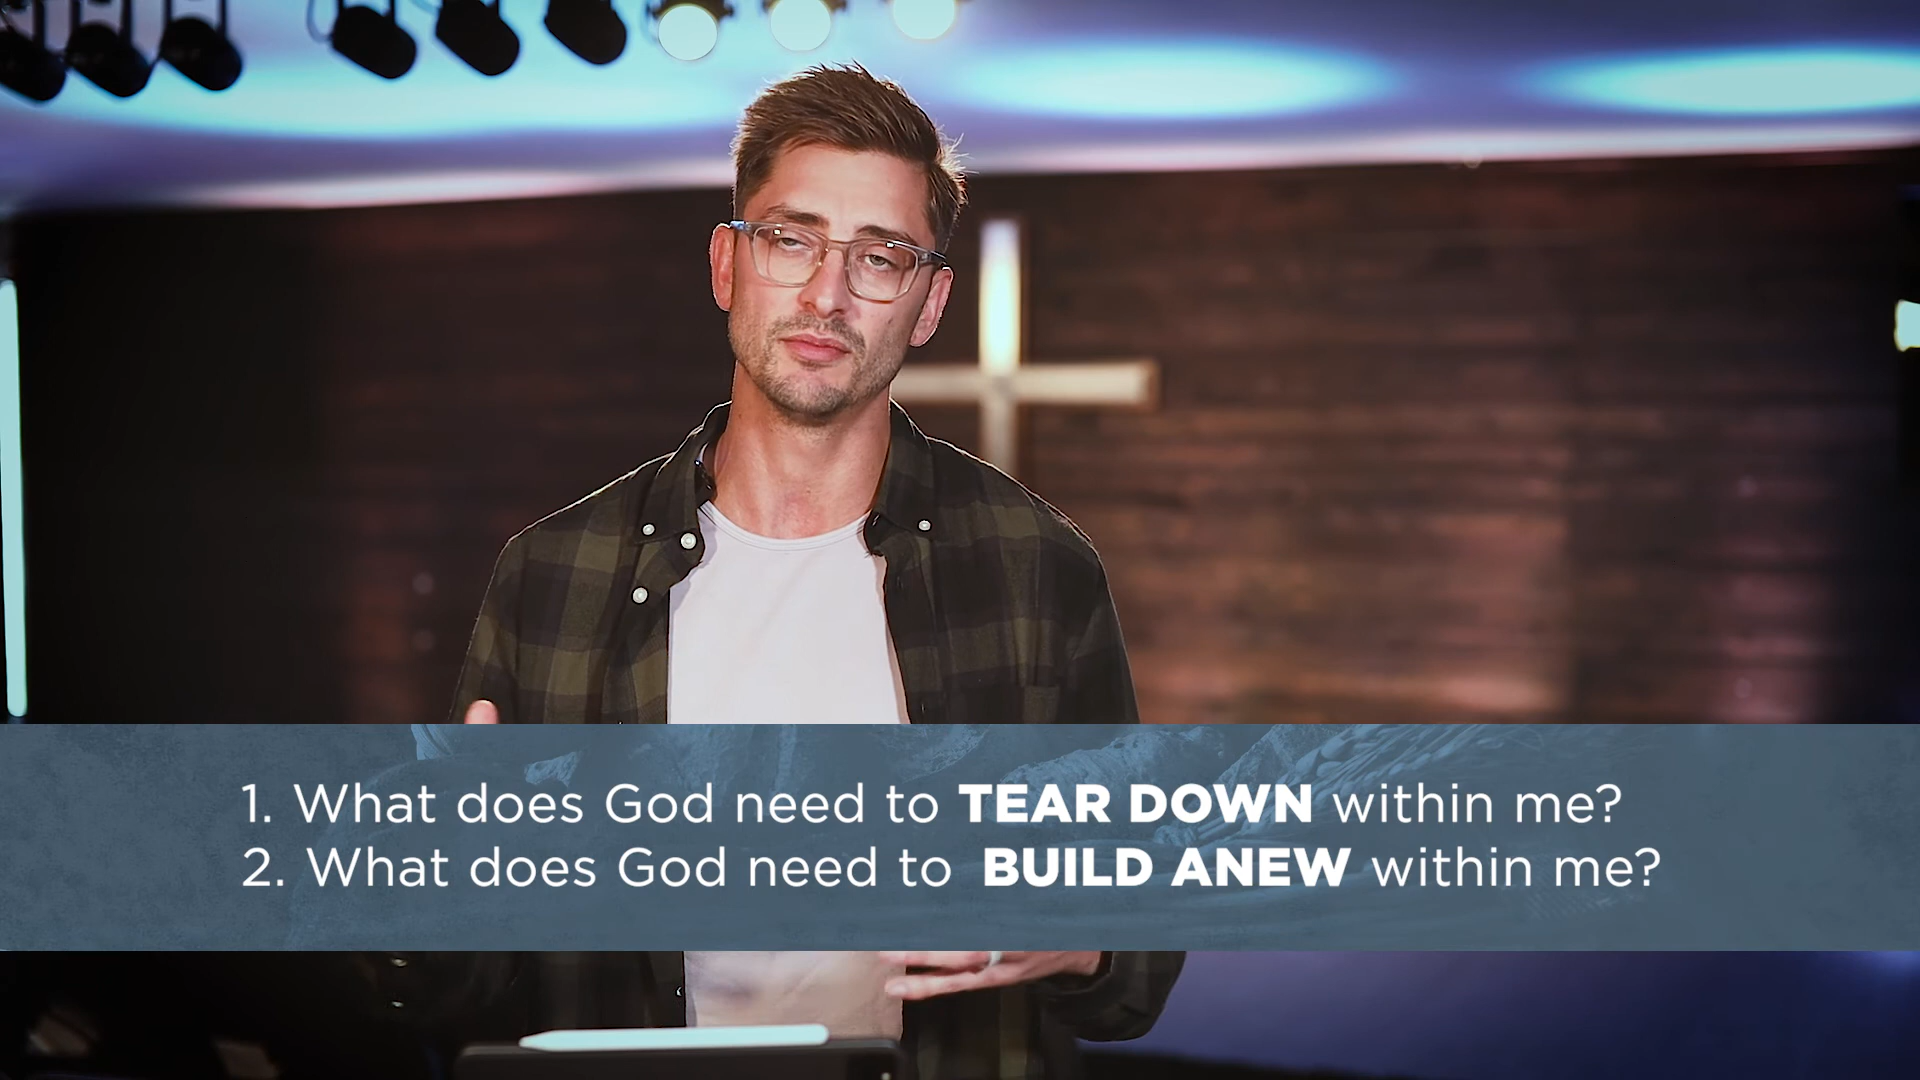 1. What does God need to TEAR DOWN within me?
2. What does God need to BUILD ANEW within me?